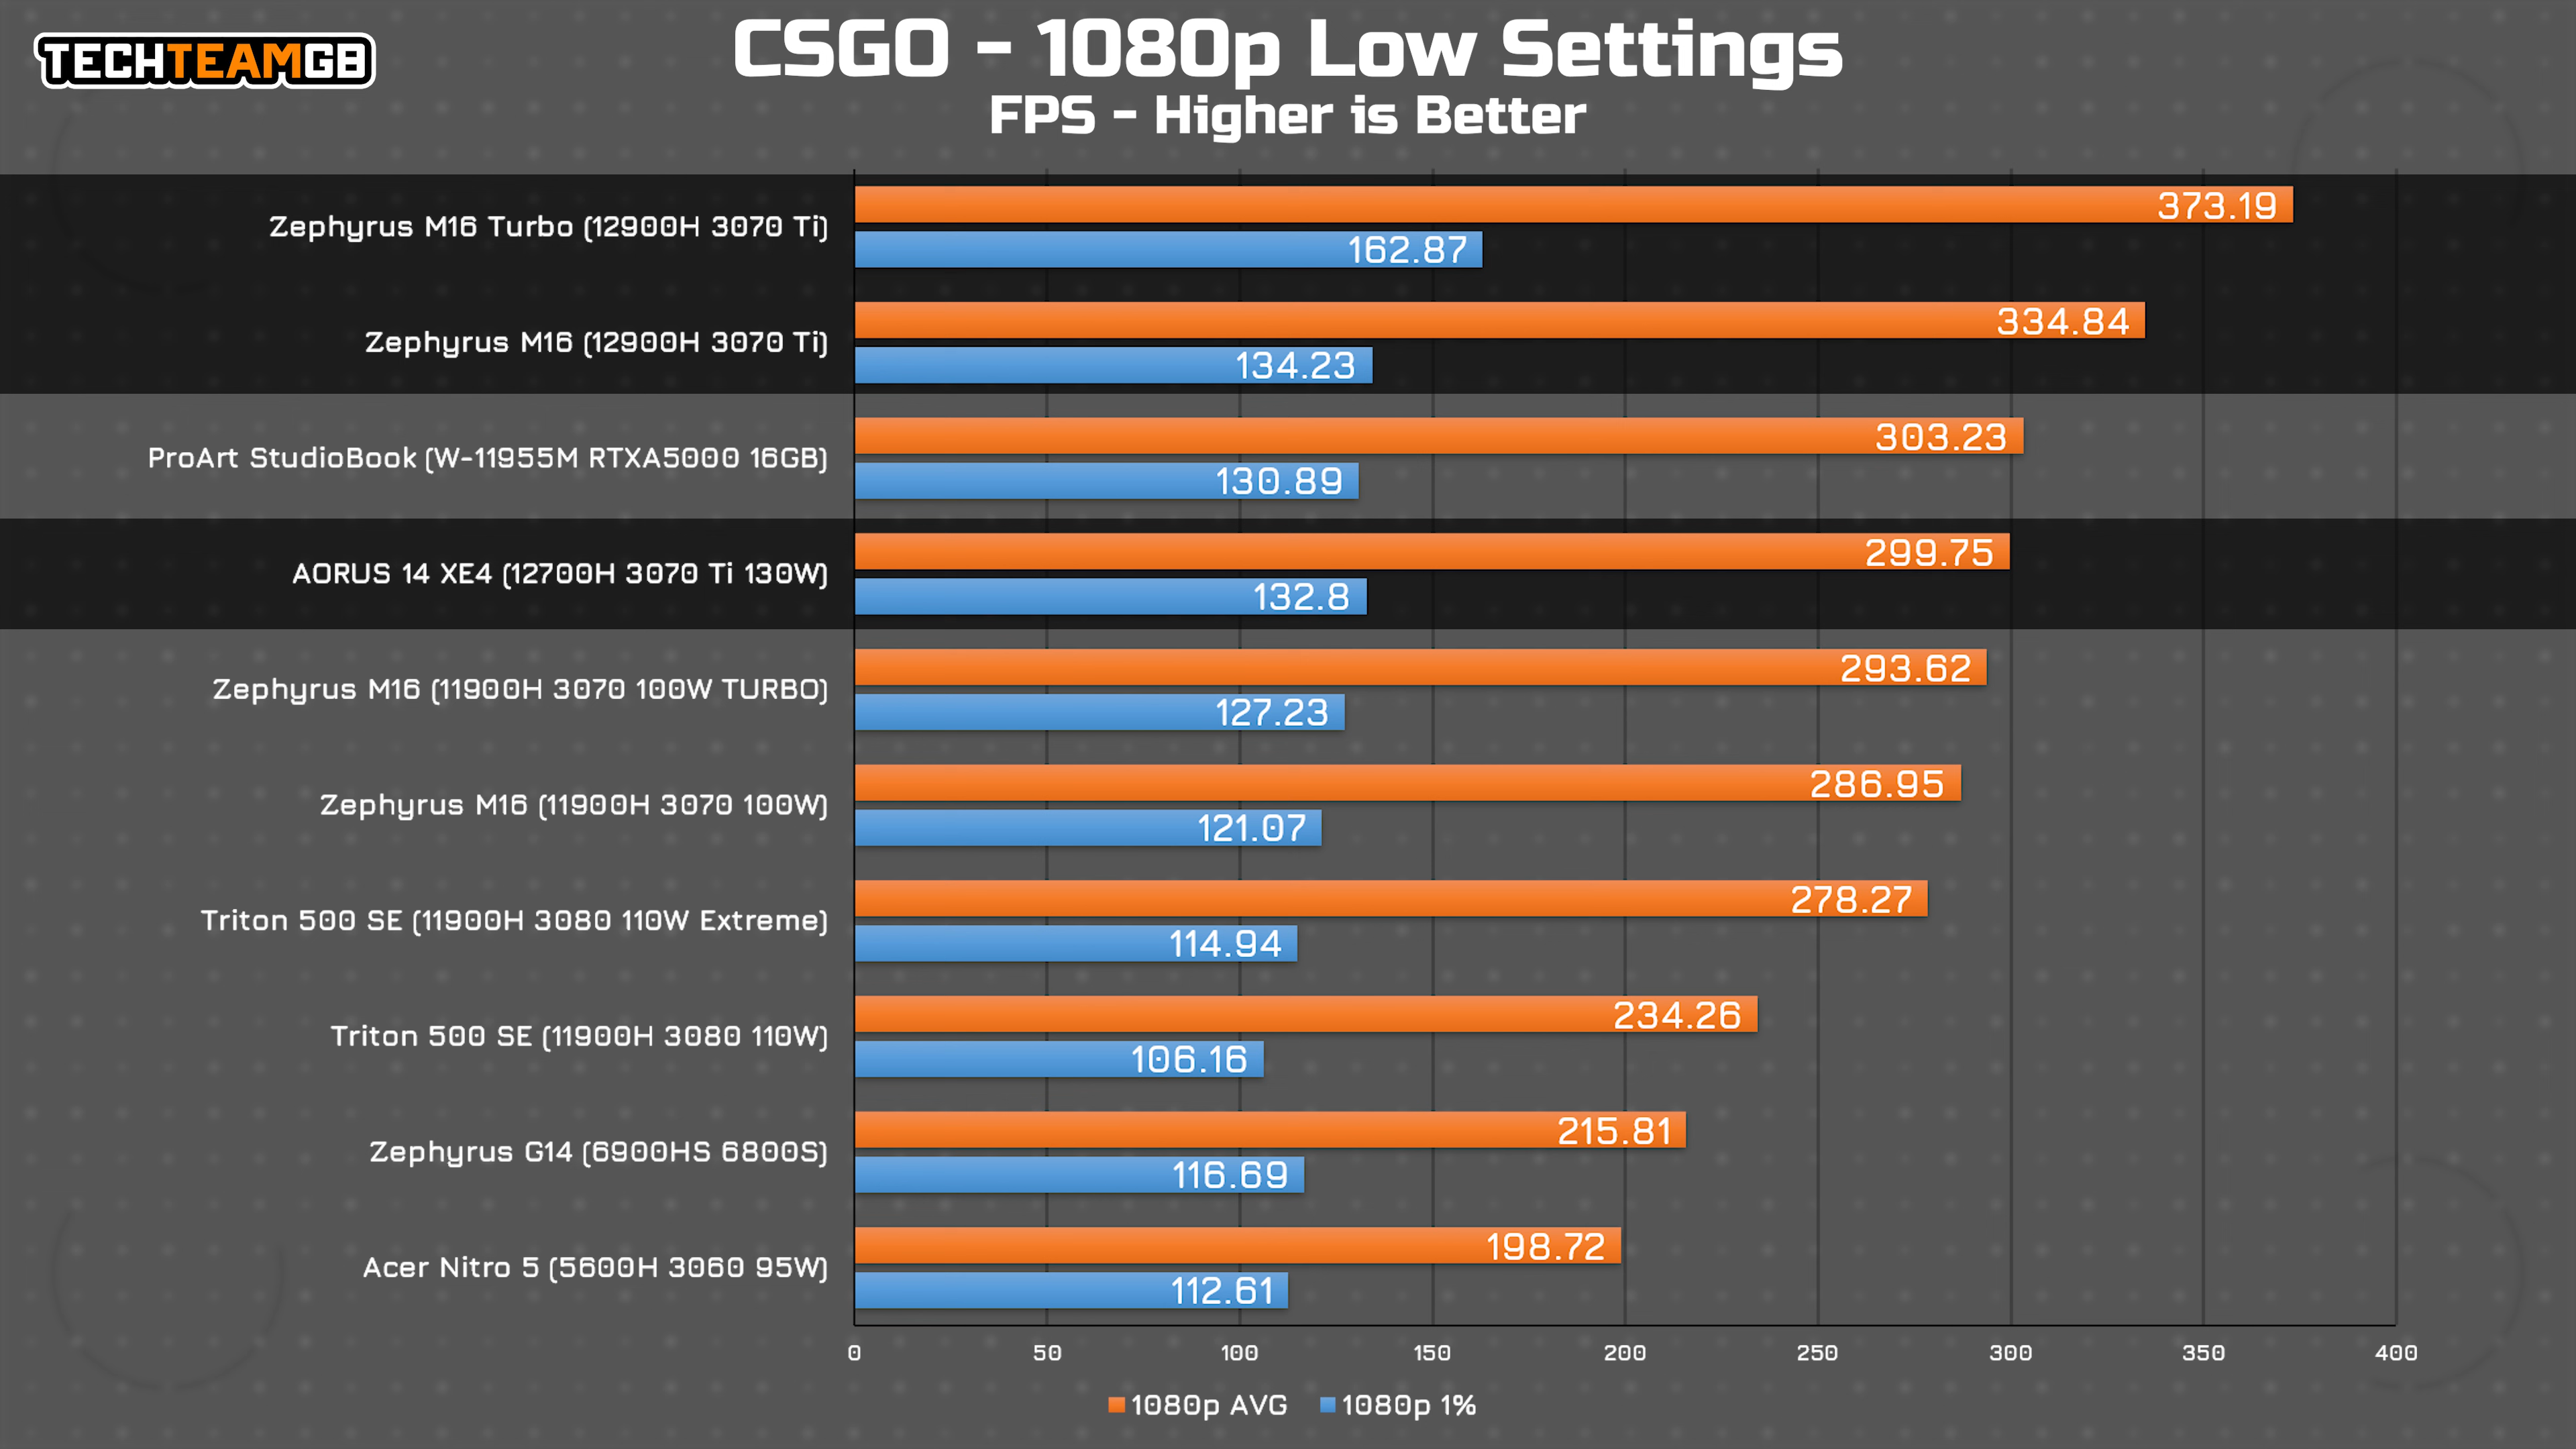 TECHTEAMGB
CSGO - 1080p Low Settings
FPS - Higher is Better
Zephyrus M16 Turbo (12900H 3070 Ti)
373.19
162.87
Zephyrus M16 (12900H 3070 Ti)
334.84
134.23
ProArt StudioBook (W-11955M RTXA5000 16GB)
303.23
130.89
AORUS 14 XE4 (12700H 3070 Ti 130W)
299.75
132.8
Zephyrus M16 (11900H 3070 100W TURBO)
293.62
127.23
Zephyrus M16 (11900H 3070 100W)
286.95
121.07
Triton 500 SE (11900H 3080 110W Extreme)
278.27
114.94
Triton 500 SE (11900H 3080 110W)
234.26
106.16
Zephyrus G14 (6900HS 6800S)
215.81
116.69
Acer Nitro 5 (5600H 3060 95W)
198.72
112.61
0 50 100 150 200 250 300 350 400
1080p AVG 1080p 1%